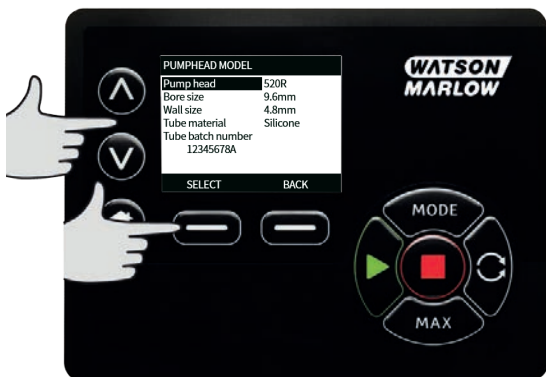 PUMPHEAD MODEL
Pump head 520R
Bore size 9.6mm
Wall size 4.8mm
Tube material Silicone
Tube batch number
12345678A
SELECT BACK
WATSON
MARLOW
MODE
MAX